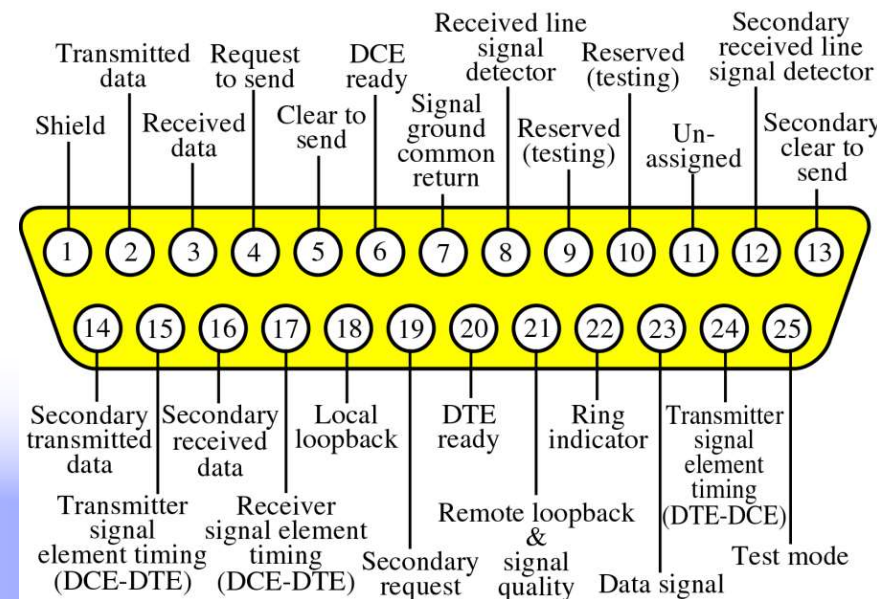 Transmitted
data
Request
to send
DCE
ready
Received line
signal
detector
Reserved
(testing)
Secondary
received line
signal detector
Shield
Received
data
Clear to
send
Signal
ground
common
return
Reserved
(testing)
Un-
assigned
Secondary
clear to
send
1 2 3 4 5 6 7 8 9 10 11 12 13
14 15 16 17 18 19 20 21 22 23 24 25
Secondary
transmitted
data
Secondary
received
data
Local
loopback
DTE
ready
Ring
indicator
Transmitter
signal
element
timing
(DTE-DCE)
Transmitter
signal
element timing
(DCE-DTE)
Receiver
signal element
timing
(DCE-DTE)
Secondary
request
Remote loopback
&
signal
quality
Data signal
Test mode